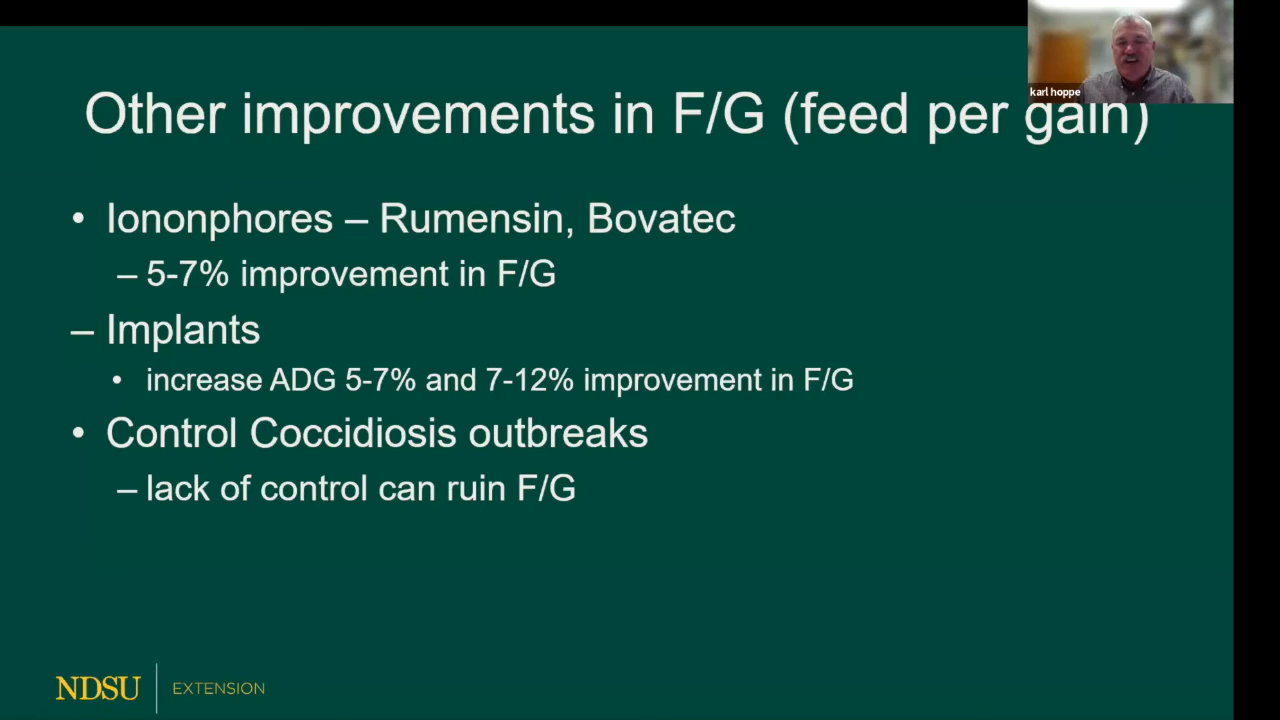 karl hoppe
Other improvements in F/G (feed per gain)
• Iononphores – Rumensin, Bovatec
– 5-7% improvement in F/G
– Implants
• increase ADG 5-7% and 7-12% improvement in F/G
• Control Coccidiosis outbreaks
– lack of control can ruin F/G
NDSU EXTENSION